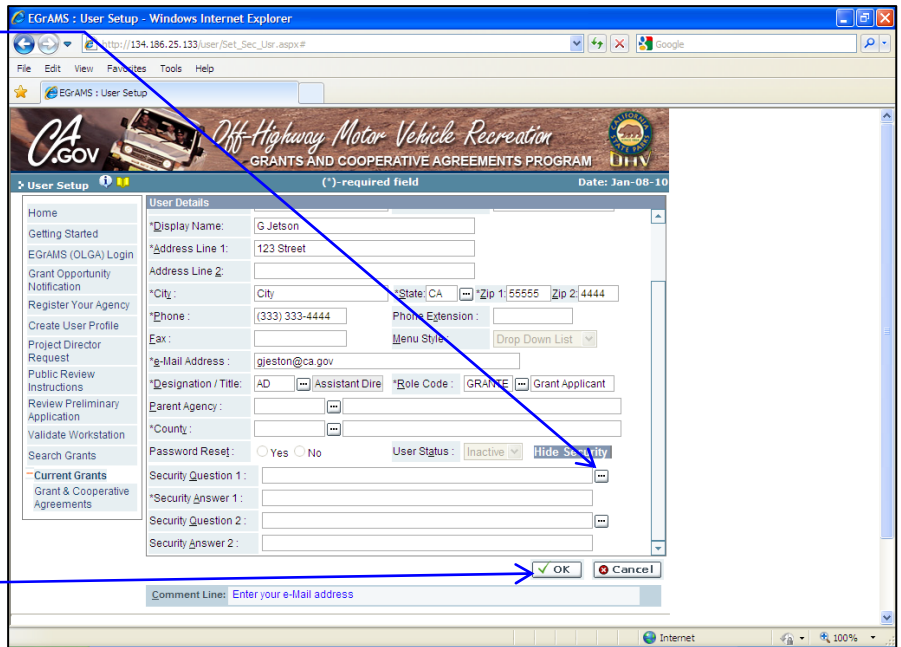 EGrAMS : User Setup - Windows Internet Explorer
http://134.186.25.133/user/Set_Sec_Usr.aspx#
Google
File Edit View Favorites Tools Help
EGrAMS : User Setup
CA.GOV
Off-Highway Motor Vehicle Recreation
GRANTS AND COOPERATIVE AGREEMENTS PROGRAM
CALIFORNIA
STATE PARKS
OHV
User Setup (*)-required field Date: Jan-08-10
Home
Getting Started
EGrAMS (OLGA) Login
Grant Opportunity
Notification
Register Your Agency
Create User Profile
Project Director
Request
Public Review
Instructions
Review Preliminary
Application
Validate Workstation
Search Grants
Current Grants
Grant & Cooperative
Agreements
User Details
*Display Name: G Jetson
*Address Line 1: 123 Street
Address Line 2:
*City : City *State: CA ... *Zip 1: 55555 Zip 2: 4444
*Phone : (333) 333-4444 Phone Extension :
Fax : Menu Style : Drop Down List
*e-Mail Address : gjeston@ca.gov
*Designation / Title: AD ... Assistant Dire *Role Code : GRANTE ... Grant Applicant
Parent Agency : ...
*County : ...
Password Reset : Yes No User Status : Inactive Hide Security
Security Question 1 : ...
*Security Answer 1 :
Security Question 2 : ...
Security Answer 2 :
OK Cancel
Comment Line: Enter your e-Mail address
Internet 100%